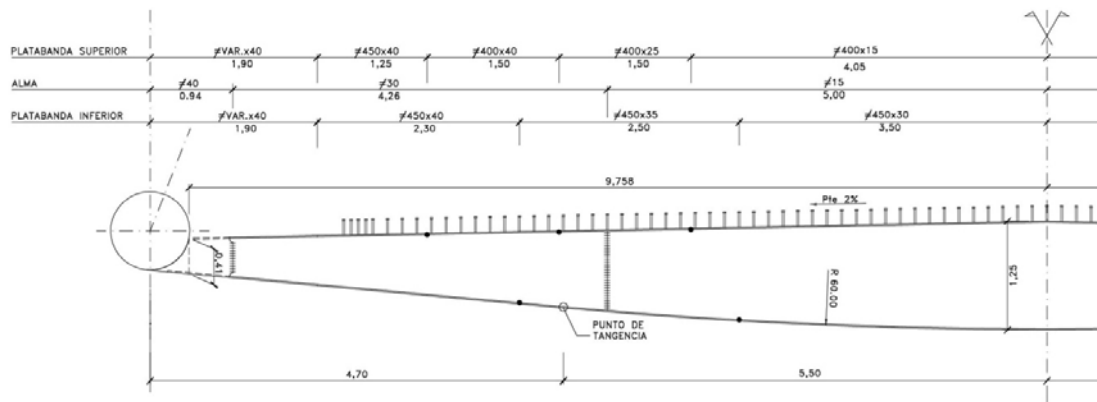 PLATABANDA SUPERIOR ≠VAR.x40 ≠450x40 ≠400x40 ≠400x25 ≠400x15
1,90 1,25 1,50 1,50 4,05
ALMA ≠40 ≠30 ≠15
0.94 4,26 5,00
PLATABANDA INFERIOR ≠VAR.x40 ≠450x40 ≠450x35 ≠450x30
1,90 2,30 2,50 3,50
9,758
Pte 2%
0,41
R 60.00
1,25
PUNTO DE
TANGENCIA
4,70 5,50